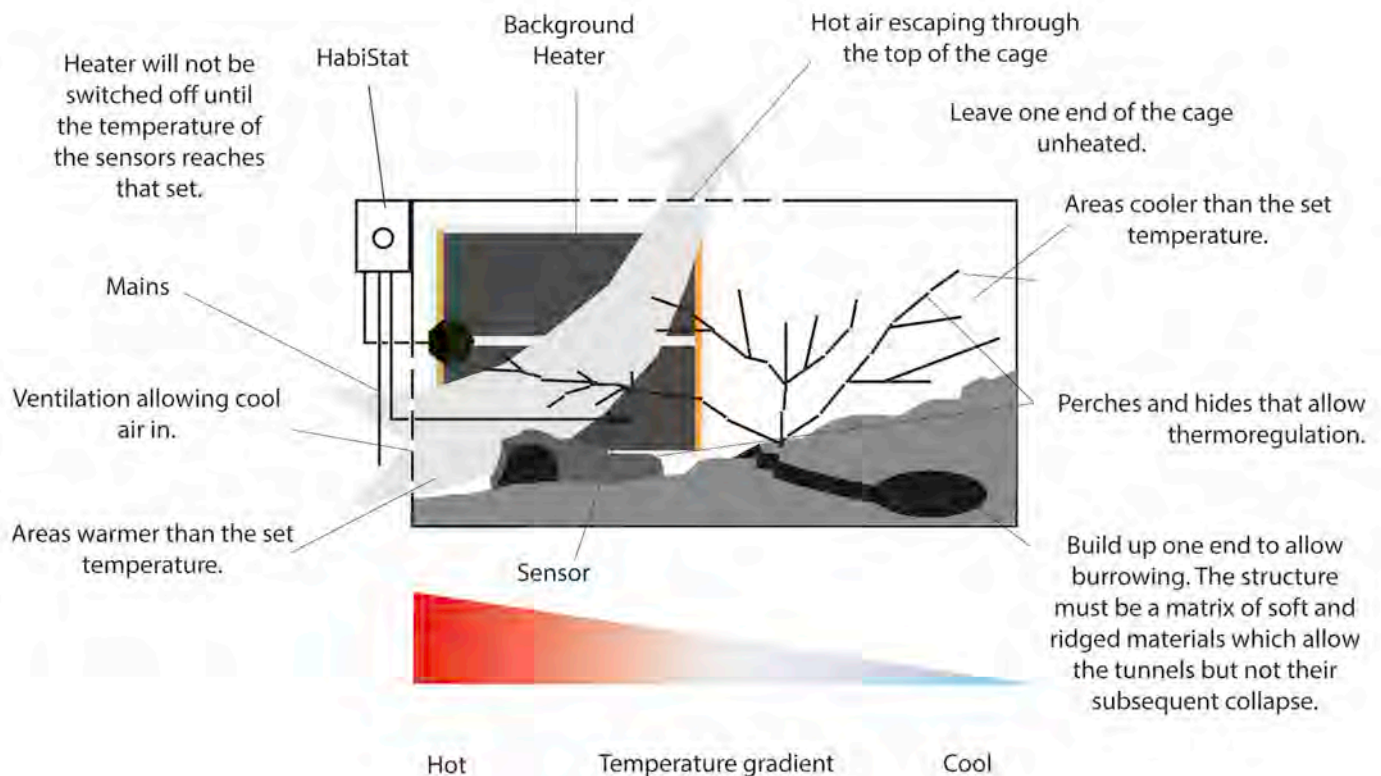 Heater will not be
switched off until
the temperature of
the sensors reaches
that set.
HabiStat
Background
Heater
Hot air escaping through
the top of the cage
Leave one end of the cage
unheated.
Areas cooler than the set
temperature.
Mains
Ventilation allowing cool
air in.
Perches and hides that allow
thermoregulation.
Areas warmer than the set
temperature.
Sensor
Build up one end to allow
burrowing. The structure
must be a matrix of soft and
ridged materials which allow
the tunnels but not their
subsequent collapse.
Hot
Temperature gradient
Cool